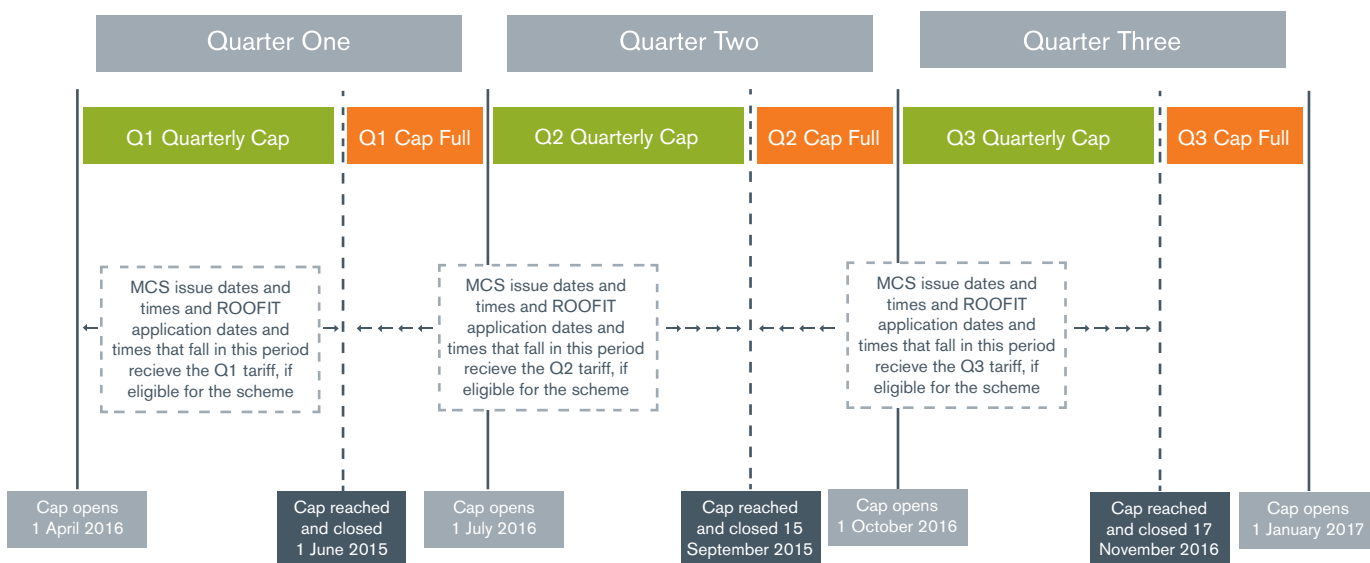 Quarter One
Quarter Two
Quarter Three
Q1 Quarterly Cap
Q1 Cap Full
Q2 Quarterly Cap
Q2 Cap Full
Q3 Quarterly Cap
Q3 Cap Full
MCS issue dates and
times and ROOFIT
application dates and
times that fall in this period
recieve the Q1 tariff, if
eligible for the scheme
MCS issue dates and
times and ROOFIT
application dates and
times that fall in this period
recieve the Q2 tariff, if
eligible for the scheme
MCS issue dates and
times and ROOFIT
application dates and
times that fall in this period
recieve the Q3 tariff, if
eligible for the scheme
Cap opens
1 April 2016
Cap reached
and closed
1 June 2015
Cap opens
1 July 2016
Cap reached
and closed 15
September 2015
Cap opens
1 October 2016
Cap reached
and closed 17
November 2016
Cap opens
1 January 2017